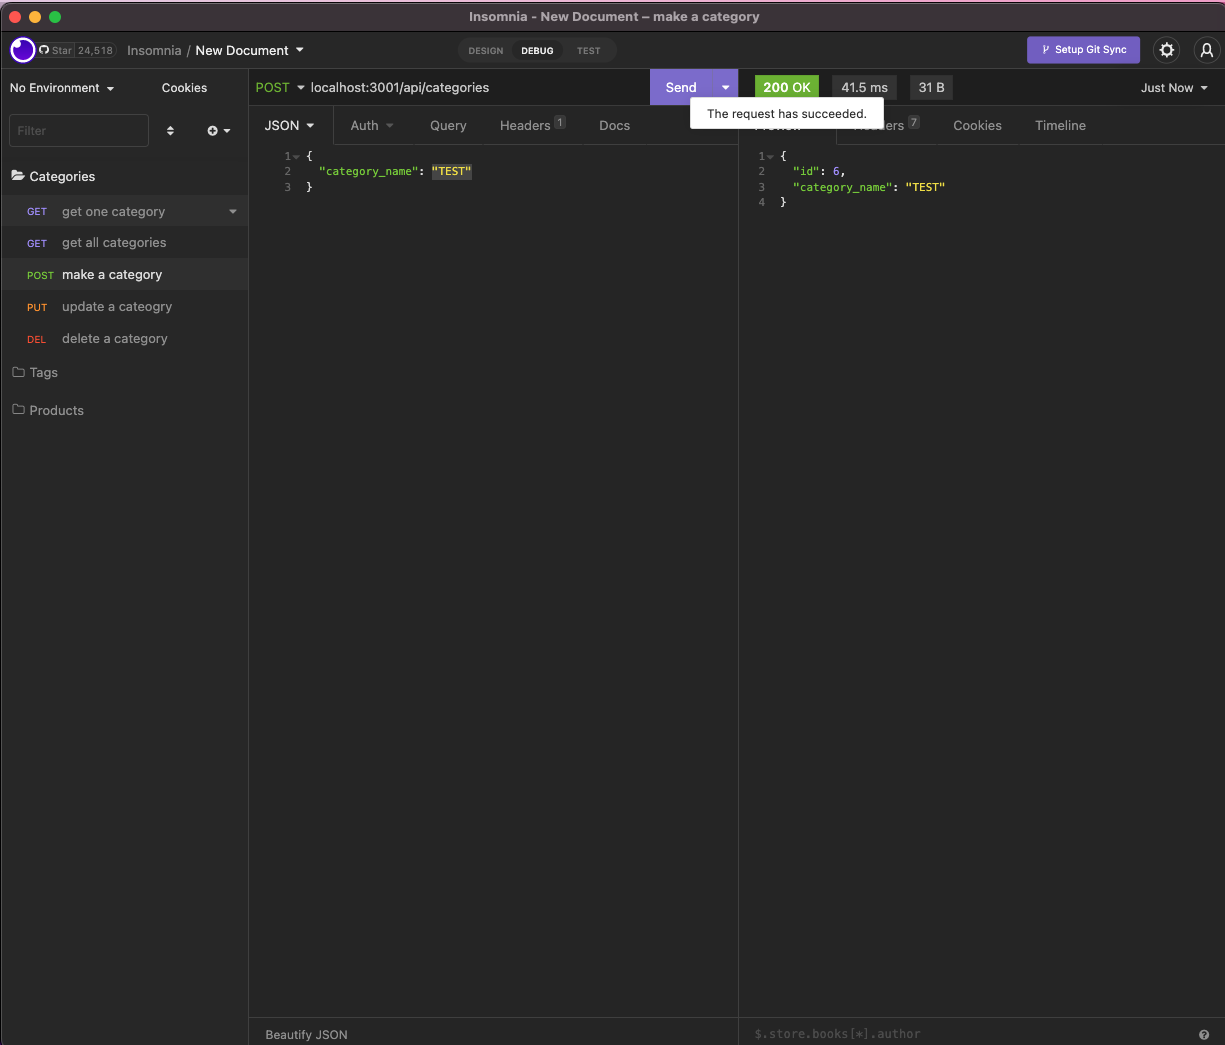 Insomnia - New Document – make a category
Star 24,518 Insomnia / New Document DESIGN DEBUG TEST Setup Git Sync
No Environment Cookies POST localhost:3001/api/categories Send 200 OK 41.5 ms 31 B Just Now
The request has succeeded.
Filter JSON Auth Query Headers 1 Docs 7 Cookies Timeline
Categories
GET get one category
GET get all categories
POST make a category
PUT update a cateogry
DEL delete a category
Tags
Products
1 {
2 "category_name": "TEST"
3 }
1 {
2 "id": 6,
3 "category_name": "TEST"
4 }
Beautify JSON $.store.books[*].author